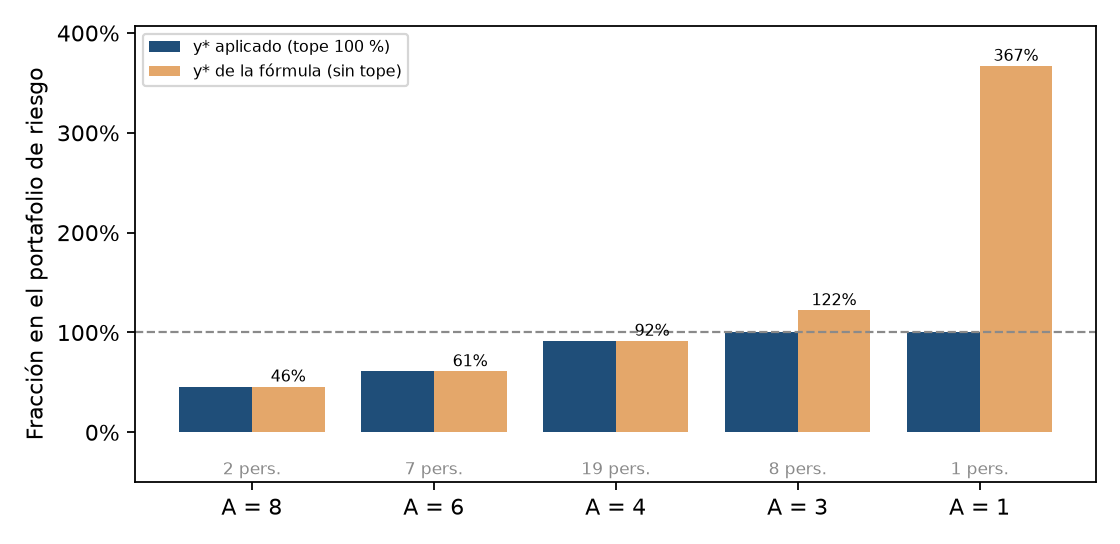 y* aplicado (tope 100 %)
y* de la fórmula (sin tope)
Fracción en el portafolio de riesgo
400%
300%
200%
100%
0%
46%
61%
92%
122%
367%
2 pers.
7 pers.
19 pers.
8 pers.
1 pers.
A = 8
A = 6
A = 4
A = 3
A = 1